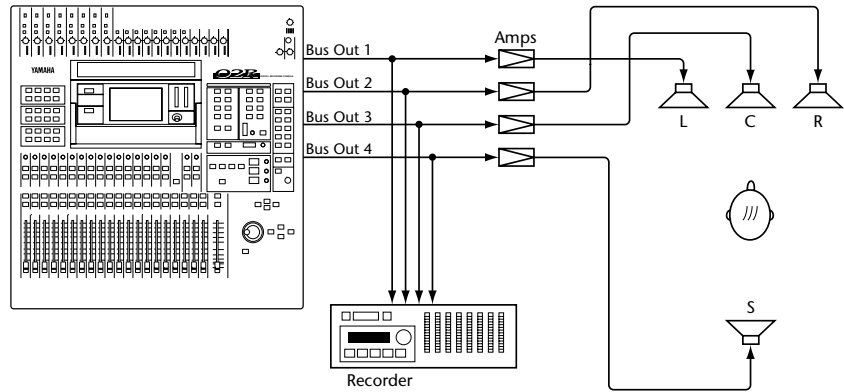 YAMAHA
02R
Bus Out 1
Bus Out 2
Bus Out 3
Bus Out 4
Amps
L C R
S
Recorder